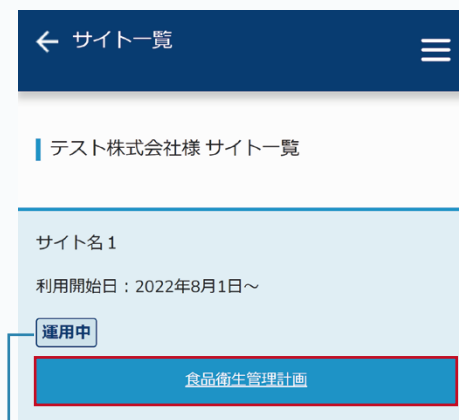 サイト一覧
テスト株式会社様 サイト一覧
サイト名1
利用開始日：2022年8月1日～
運用中
食品衛生管理計画